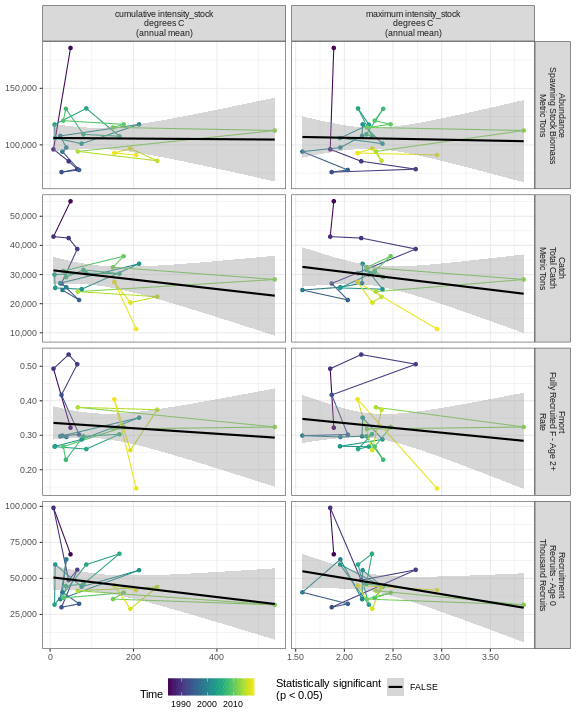 cumulative intensity_stock
degrees C
(annual mean)
maximum intensity_stock
degrees C
(annual mean)
150,000
100,000
Abundance
Spawning Stock Biomass
Metric Tons
50,000
40,000
30,000
20,000
10,000
Catch
Total Catch
Metric Tons
0.50
0.40
0.30
0.20
Fmort
Fully Recruited F - Age 2+
Rate
100,000
75,000
50,000
25,000
Recruitment
Recruits - Age 0
Thousand Recruits
0 200 400
1.50 2.00 2.50 3.00 3.50
Time
1990 2000 2010
Statistically significant
(p < 0.05)
FALSE